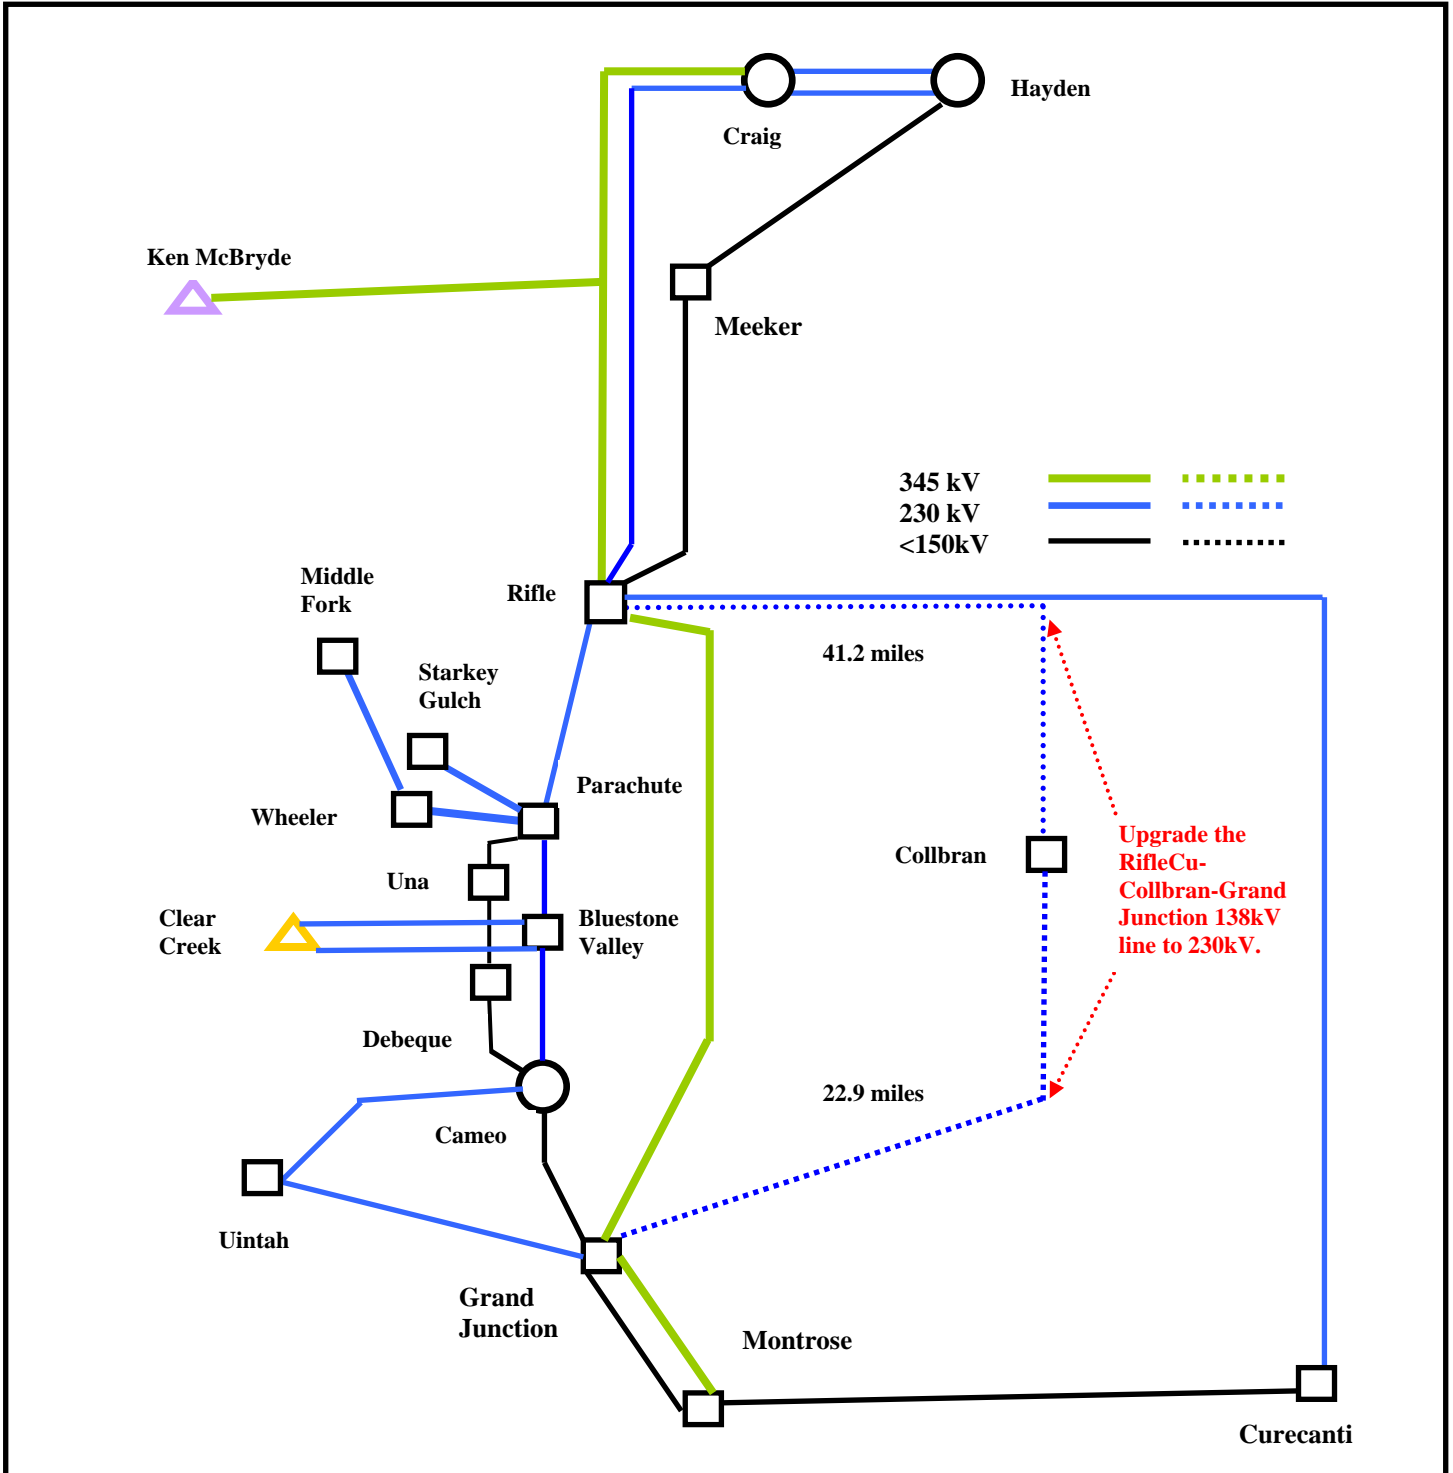 Hayden
Craig
Ken McBryde
Meeker
345 kV
230 kV
<150kV
Middle
Fork
Rifle
41.2 miles
Starkey
Gulch
Parachute
Wheeler
Upgrade the
RifleCu-
Collbran-Grand
Junction 138kV
line to 230kV.
Collbran
Una
Clear
Creek
Bluestone
Valley
Debeque
22.9 miles
Cameo
Uintah
Grand
Junction
Montrose
Curecanti